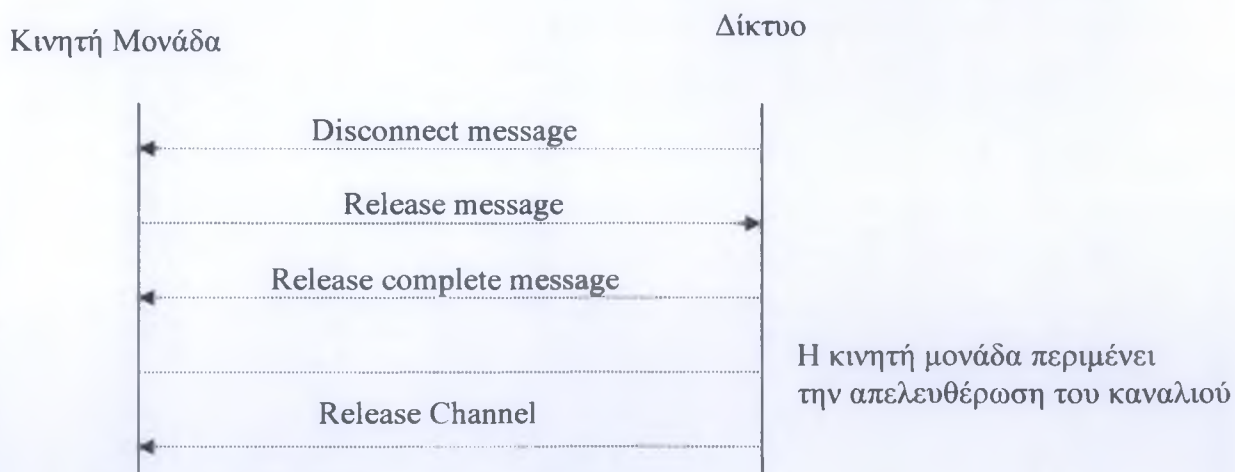 Κινητή Μονάδα
Δίκτυο
Disconnect message
Release message
Release complete message
Η κινητή μονάδα περιμένει
την απελευθέρωση του καναλιού
Release Channel